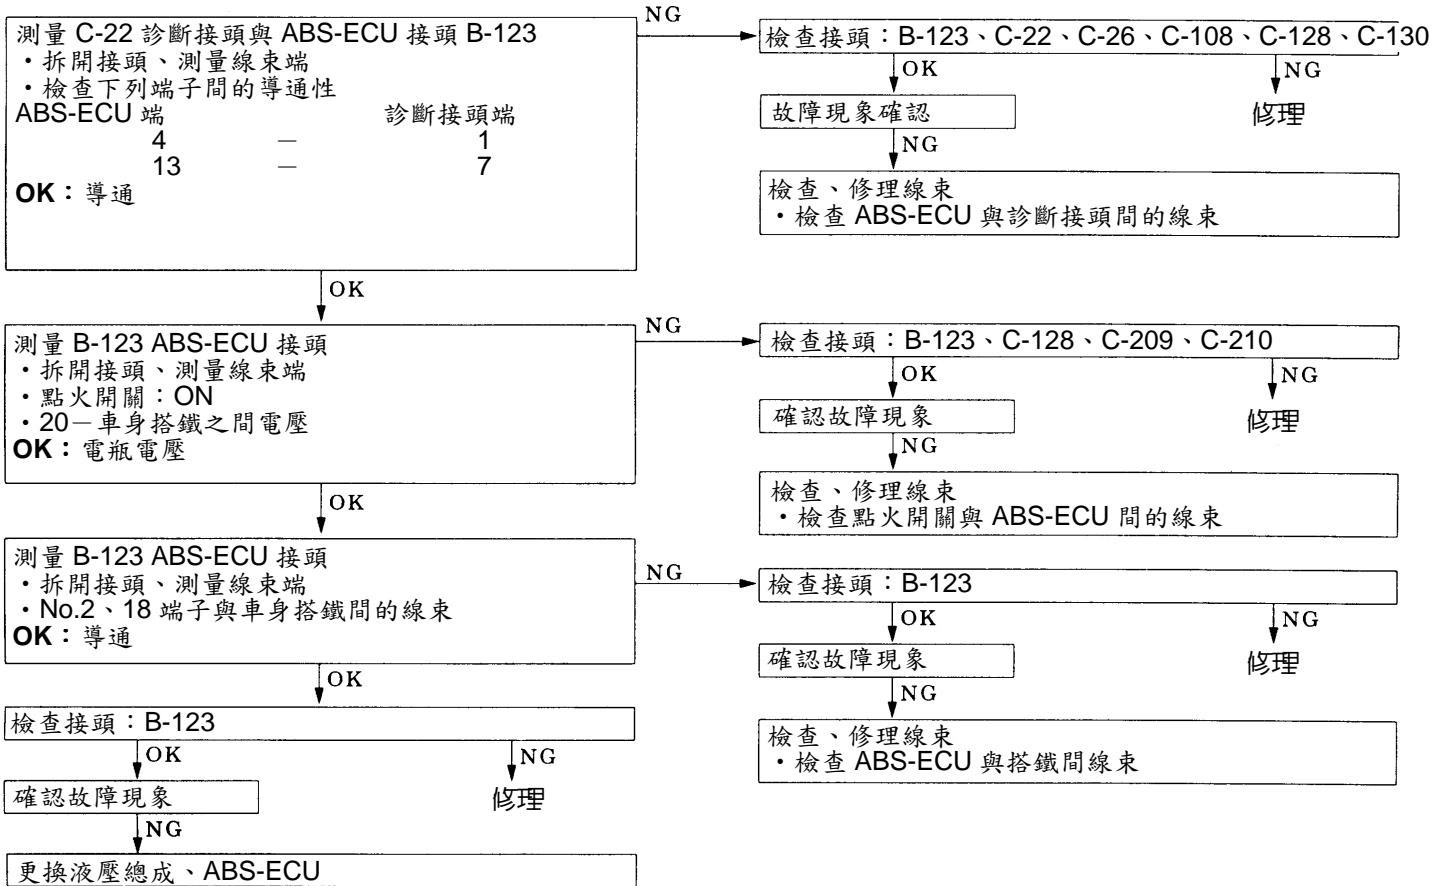 測量 C-22 診斷接頭與 ABS-ECU 接頭 B-123
・拆開接頭、測量線束端
・檢查下列端子間的導通性
ABS-ECU 端 診斷接頭端
4 － 1
13 － 7
OK：導通
NG
檢查接頭：B-123、C-22、C-26、C-108、C-128、C-130
OK
NG
故障現象確認
修理
NG
檢查、修理線束
・檢查 ABS-ECU 與診斷接頭間的線束
OK
測量 B-123 ABS-ECU 接頭
・拆開接頭、測量線束端
・點火開關：ON
・20－車身搭鐵之間電壓
OK：電瓶電壓
NG
檢查接頭：B-123、C-128、C-209、C-210
OK
NG
確認故障現象
修理
NG
檢查、修理線束
・檢查點火開關與 ABS-ECU 間的線束
OK
測量 B-123 ABS-ECU 接頭
・拆開接頭、測量線束端
・No.2、18 端子與車身搭鐵間的線束
OK：導通
NG
檢查接頭：B-123
OK
NG
確認故障現象
修理
NG
檢查、修理線束
・檢查 ABS-ECU 與搭鐵間線束
OK
檢查接頭：B-123
OK
NG
確認故障現象
修理
NG
更換液壓總成、ABS-ECU